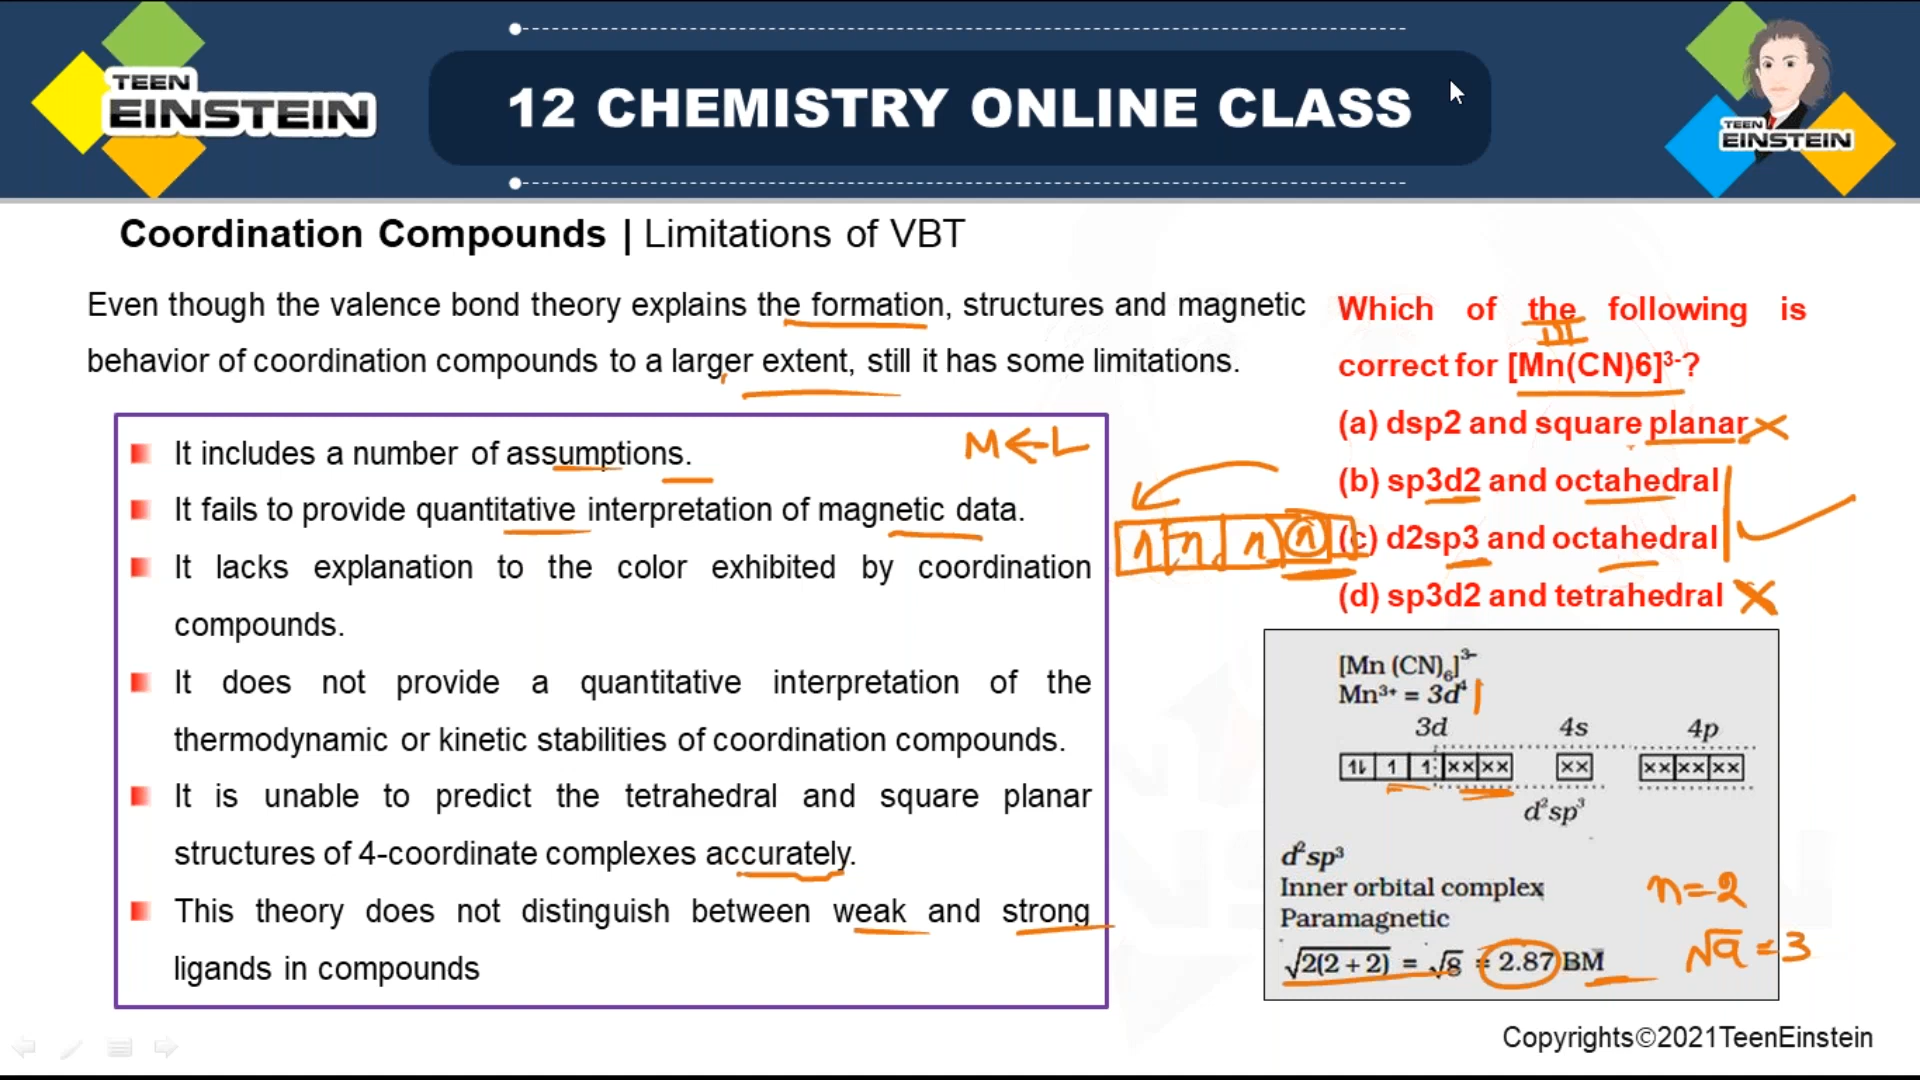 TEEN
EINSTEIN
12 CHEMISTRY ONLINE CLASS
TEEN
EINSTEIN
Coordination Compounds | Limitations of VBT
Even though the valence bond theory explains the formation, structures and magnetic
behavior of coordination compounds to a larger extent, still it has some limitations.
It includes a number of assumptions.
M←L
It fails to provide quantitative interpretation of magnetic data.
It lacks explanation to the color exhibited by coordination
compounds.
It does not provide a quantitative interpretation of the
thermodynamic or kinetic stabilities of coordination compounds.
It is unable to predict the tetrahedral and square planar
structures of 4-coordinate complexes accurately.
This theory does not distinguish between weak and strong
ligands in compounds
Which of the following is
III
correct for [Mn(CN)6]³⁻?
(a) dsp2 and square planar
(b) sp3d2 and octahedral
(c) d2sp3 and octahedral
(d) sp3d2 and tetrahedral
[Mn (CN)₆]³⁻
Mn³⁺ = 3d⁴
3d 4s 4p
1⇂ 1 1 ×× ×× ×× ×× ×× ××
d²sp³
d²sp³
Inner orbital complex
Paramagnetic
√2(2 + 2) = √8 = 2.87 BM
n=2
=3
Copyrights©2021TeenEinstein